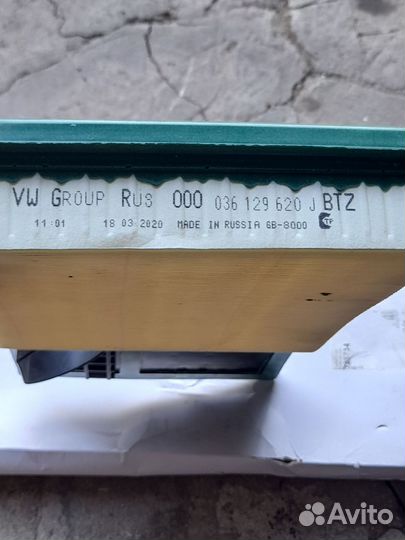 VW GROUP RUS 000 036 129 620 J BTZ
11:01 18 03 2020 MADE IN RUSSIA GB-8000
Avito